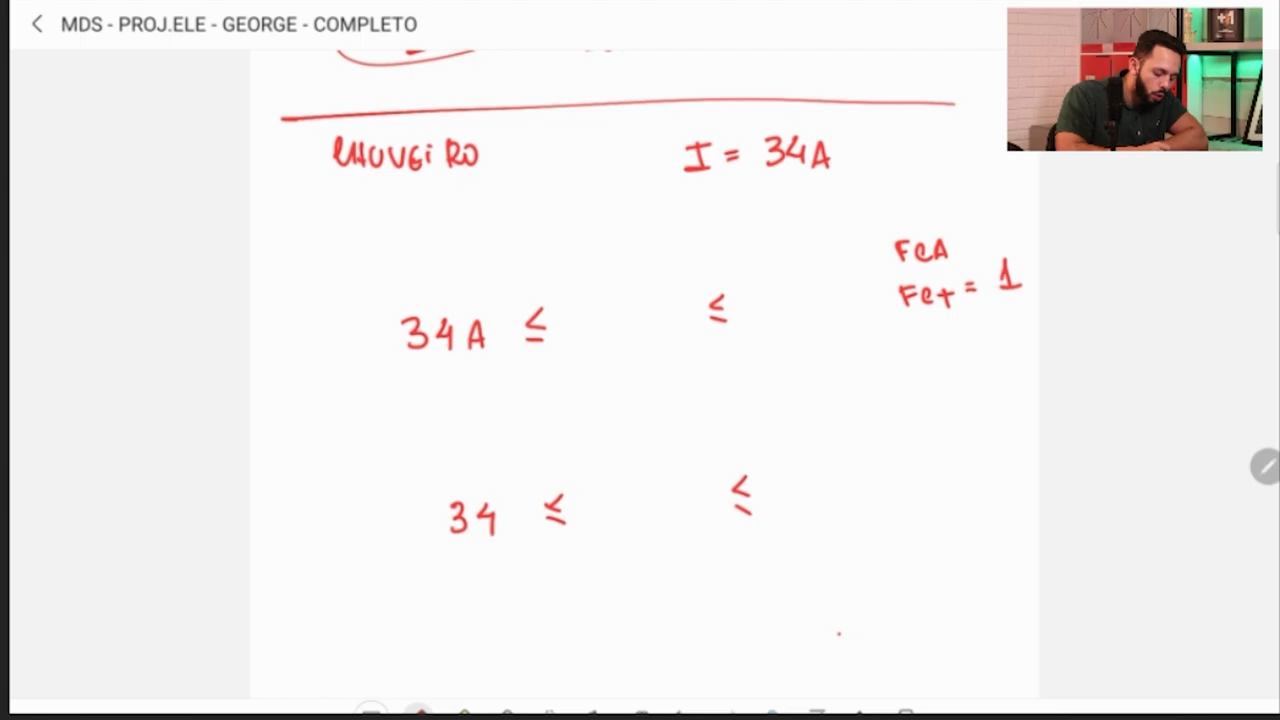 MDS - PROJ.ELE - GEORGE - COMPLETO
CHUVEIRO I = 34A
FCA
FCT = 1
34A ≤ ≤
34 ≤ ≤